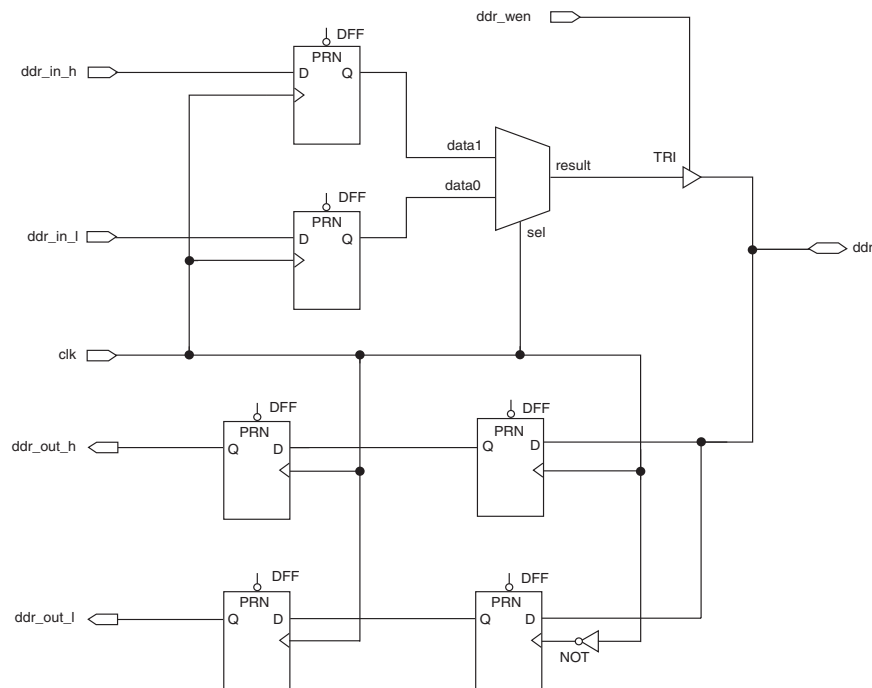 ddr_wen
DFF
PRN
ddr_in_h
D
Q
data1
TRI
result
data0
DFF
PRN
ddr_in_l
D
Q
sel
ddr
clk
DFF
DFF
PRN
PRN
ddr_out_h
Q
D
Q
D
DFF
DFF
PRN
PRN
ddr_out_l
Q
D
Q
D
NOT